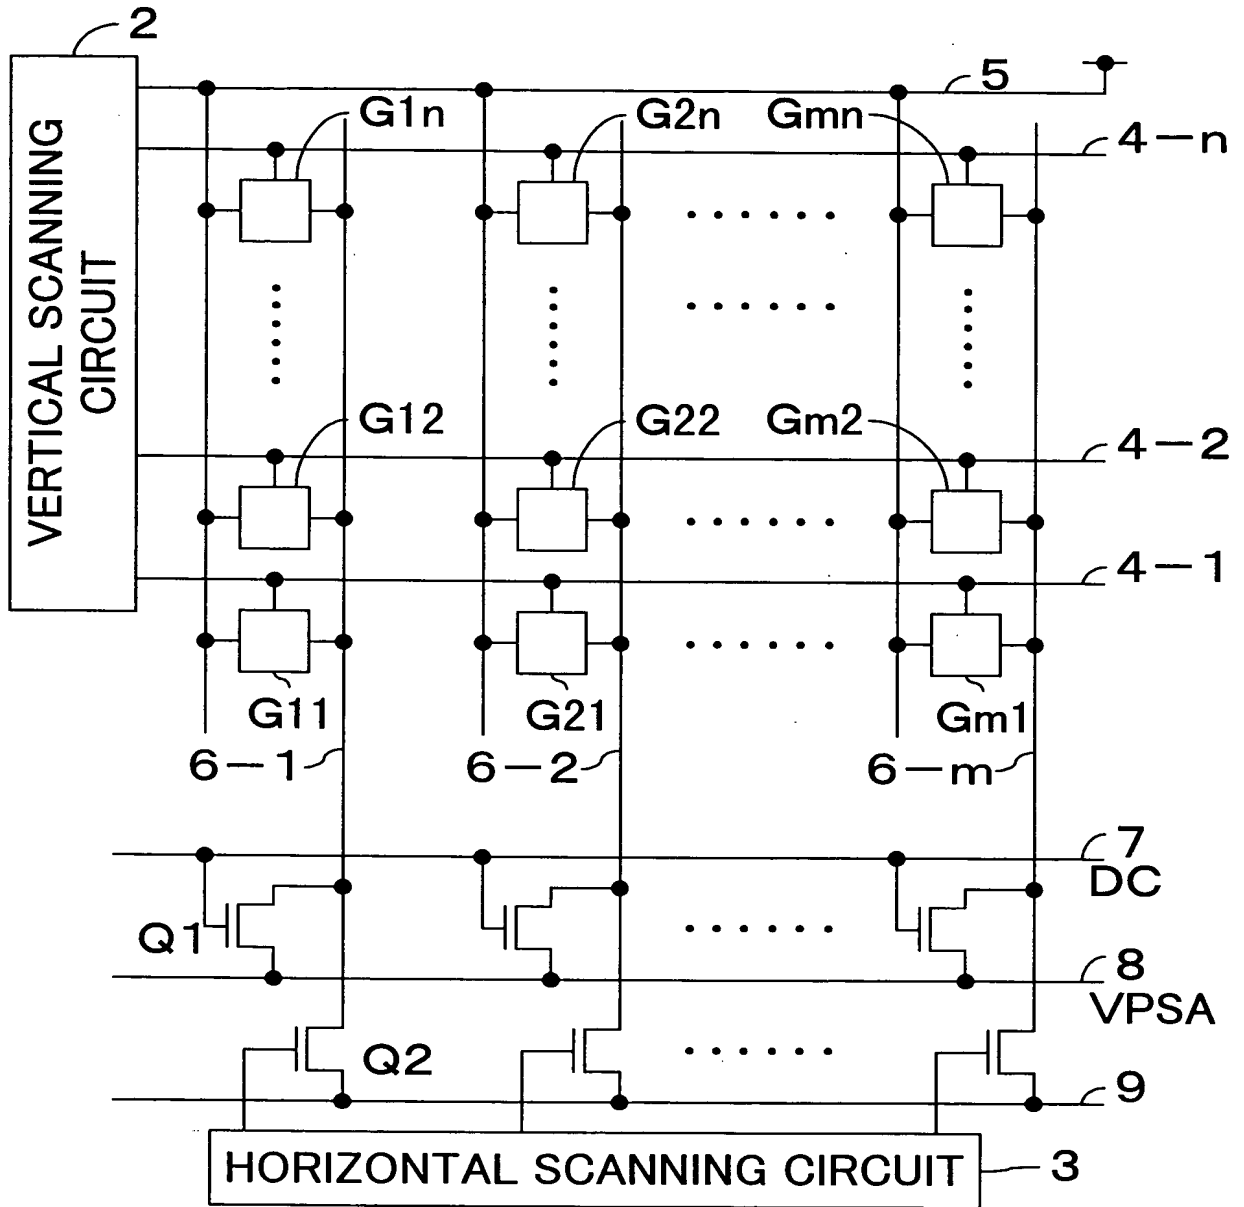 2
VERTICAL SCANNING
CIRCUIT
5
G1n
G2n
Gmn
4-n
G12
G22
Gm2
4-2
4-1
G11
G21
Gm1
6-1
6-2
6-m
7
DC
Q1
8
VPSA
Q2
9
HORIZONTAL SCANNING CIRCUIT
3